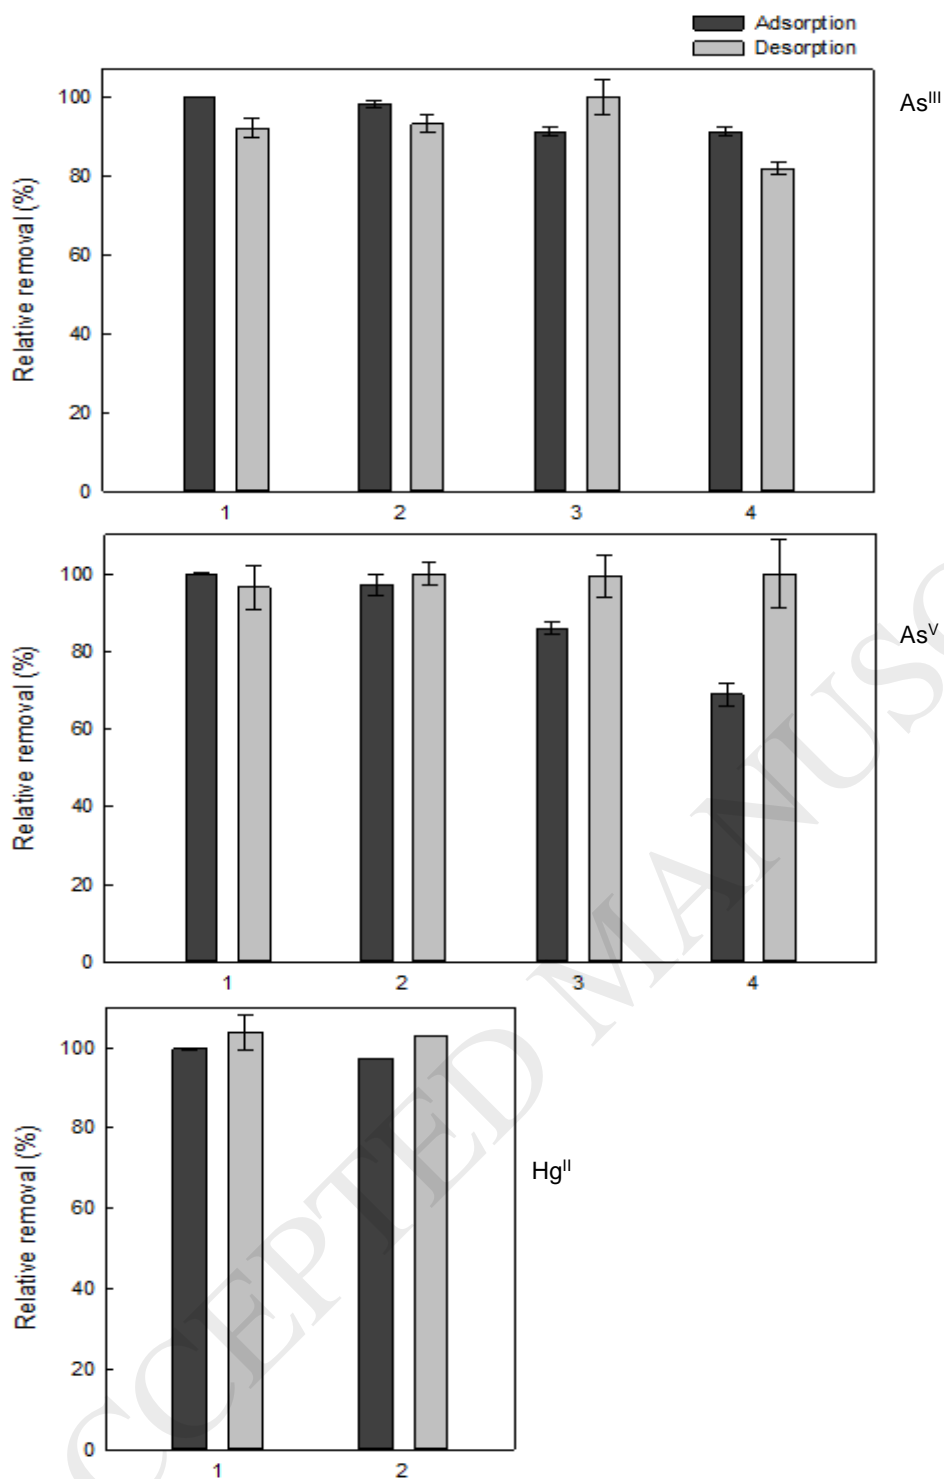 Adsorption
Desorption
As^III
Relative removal (%)
100
80
60
40
20
0
1 2 3 4
As^V
Relative removal (%)
100
80
60
40
20
0
1 2 3 4
Hg^II
Relative removal (%)
100
80
60
40
20
0
1 2
CCEPTED MANUSC